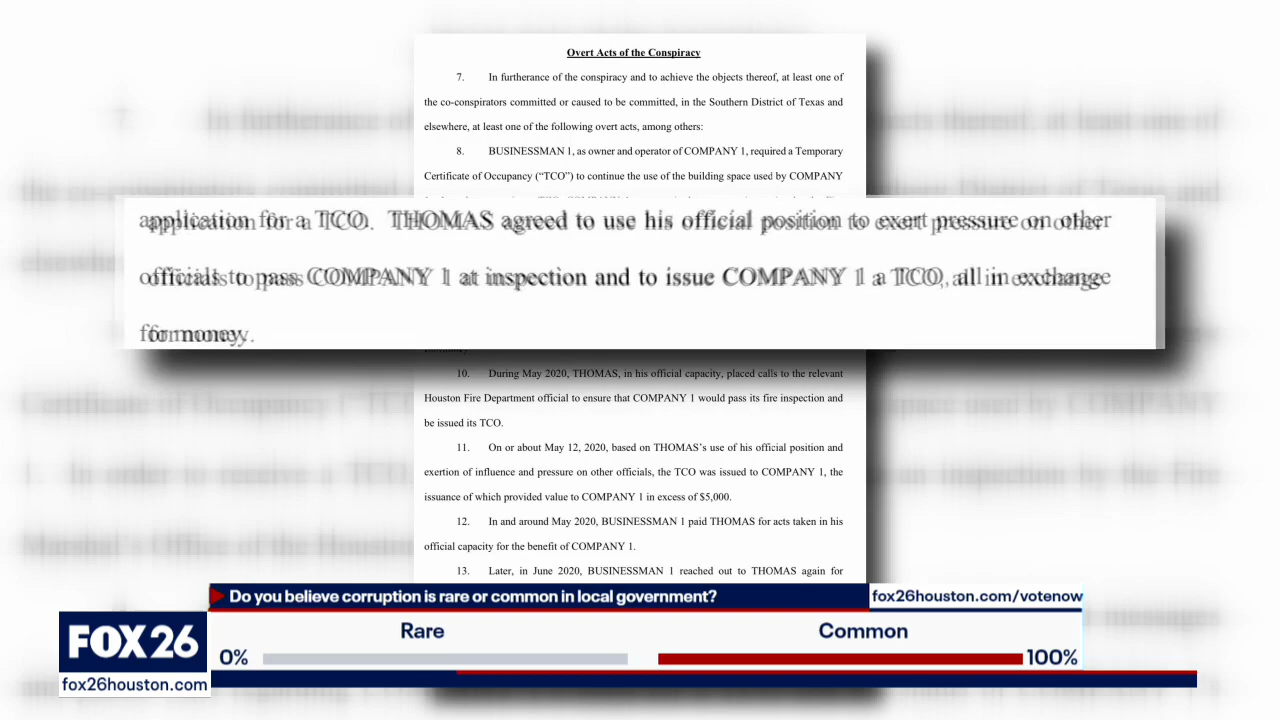 Overt Acts of the Conspiracy
7. In furtherance of the conspiracy and to achieve the objects thereof, at least one of
the co-conspirators committed or caused to be committed, in the Southern District of Texas and
elsewhere, at least one of the following overt acts, among others:
8. BUSINESSMAN 1, as owner and operator of COMPANY 1, required a Temporary
Certificate of Occupancy (“TCO”) to continue the use of the building space used by COMPANY
application for a TCO. THOMAS agreed to use his official position to exert pressure on other
officials to pass COMPANY 1 at inspection and to issue COMPANY 1 a TCO, all in exchange
for money.
10. During May 2020, THOMAS, in his official capacity, placed calls to the relevant
Houston Fire Department official to ensure that COMPANY 1 would pass its fire inspection and
be issued its TCO.
11. On or about May 12, 2020, based on THOMAS’s use of his official position and
exertion of influence and pressure on other officials, the TCO was issued to COMPANY 1, the
issuance of which provided value to COMPANY 1 in excess of $5,000.
12. In and around May 2020, BUSINESSMAN 1 paid THOMAS for acts taken in his
official capacity for the benefit of COMPANY 1.
13. Later, in June 2020, BUSINESSMAN 1 reached out to THOMAS again for
Do you believe corruption is rare or common in local government?
fox26houston.com/votenow
Rare
Common
0%
100%
FOX 26
fox26houston.com